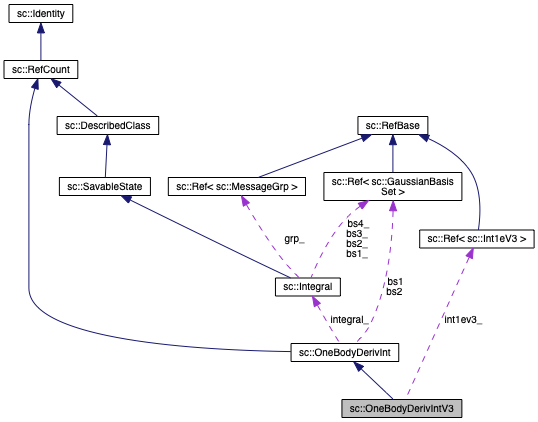 sc::Identity
sc::RefCount
sc::DescribedClass
sc::RefBase
sc::SavableState
sc::Ref< sc::MessageGrp >
sc::Ref< sc::GaussianBasis
Set >
grp_
bs4_
bs3_
bs2_
bs1_
sc::Ref< sc::Int1eV3 >
sc::Integral
bs1
bs2
integral_
int1ev3_
sc::OneBodyDerivInt
sc::OneBodyDerivIntV3